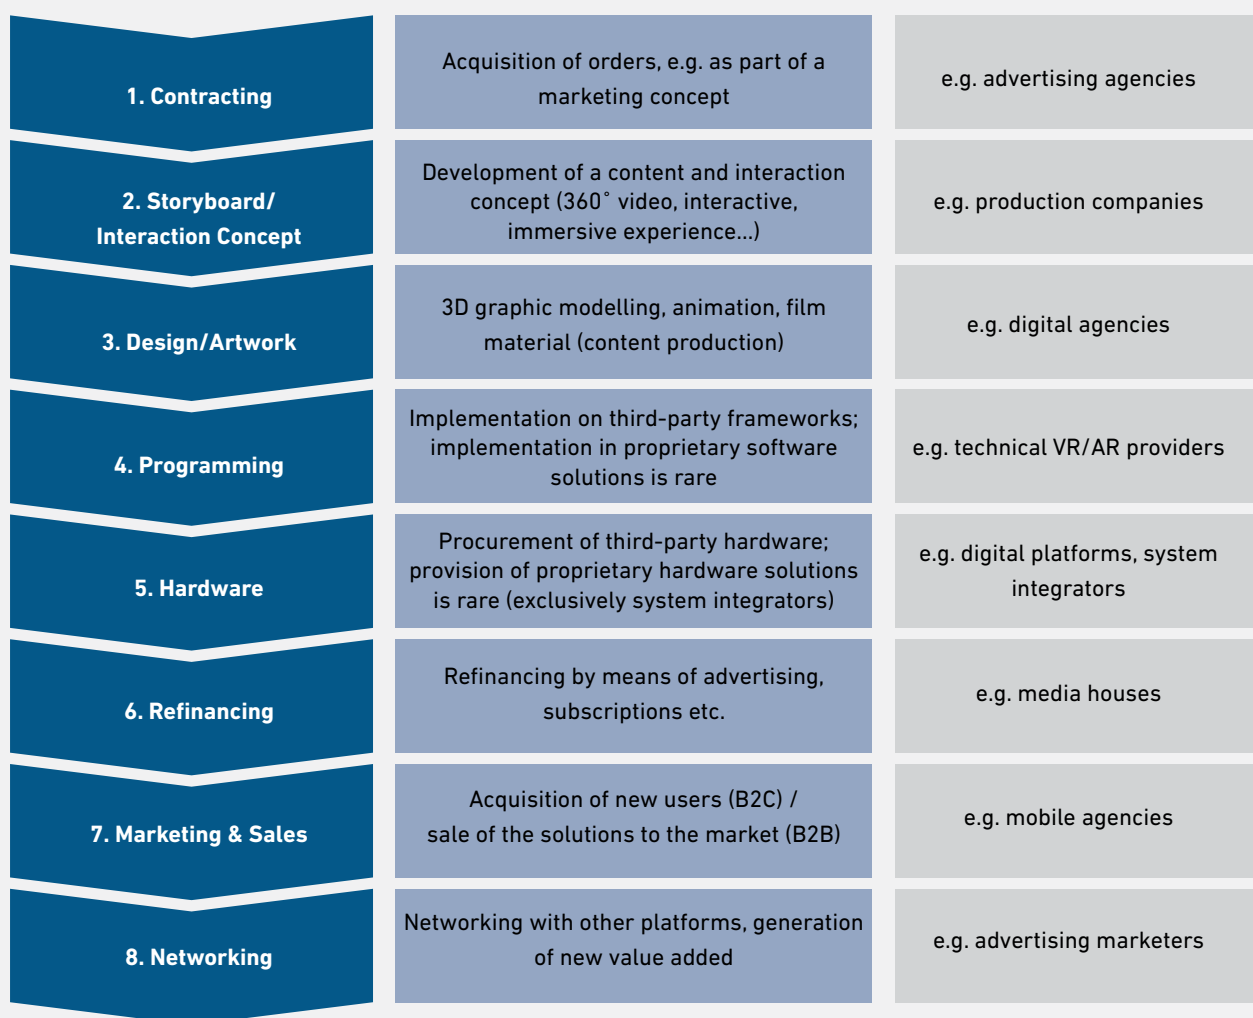 1. Contracting
Acquisition of orders, e.g. as part of a
marketing concept
e.g. advertising agencies
2. Storyboard/
Interaction Concept
Development of a content and interaction
concept (360˚ video, interactive,
immersive experience...)
e.g. production companies
3. Design/Artwork
3D graphic modelling, animation, film
material (content production)
e.g. digital agencies
4. Programming
Implementation on third-party frameworks;
implementation in proprietary software
solutions is rare
e.g. technical VR/AR providers
5. Hardware
Procurement of third-party hardware;
provision of proprietary hardware solutions
is rare (exclusively system integrators)
e.g. digital platforms, system
integrators
6. Refinancing
Refinancing by means of advertising,
subscriptions etc.
e.g. media houses
7. Marketing & Sales
Acquisition of new users (B2C) /
sale of the solutions to the market (B2B)
e.g. mobile agencies
8. Networking
Networking with other platforms, generation
of new value added
e.g. advertising marketers